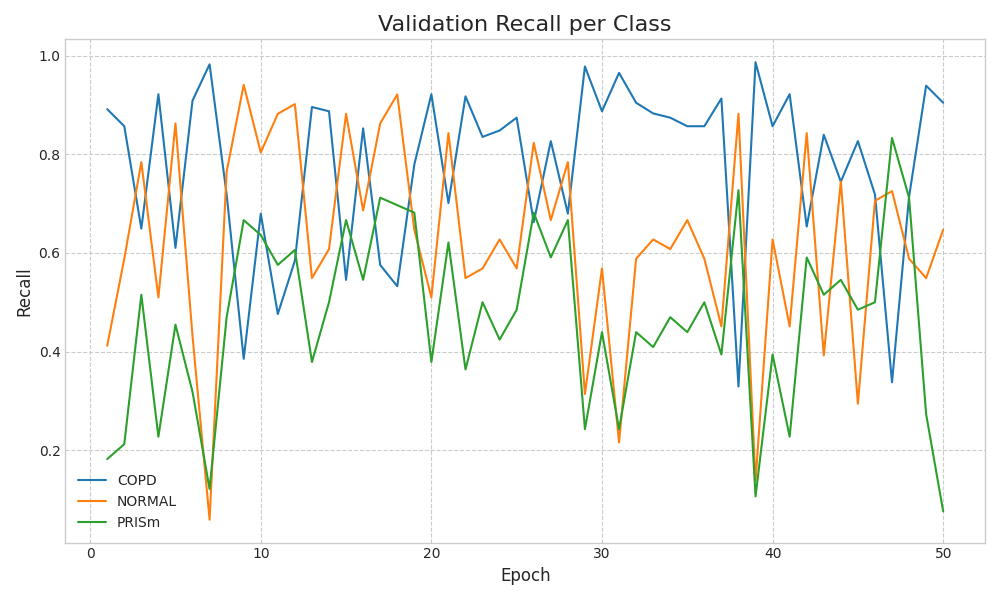 Validation Recall per Class
Recall
1.0
0.8
0.6
0.4
0.2
COPD
NORMAL
PRISm
0 10 20 30 40 50
Epoch